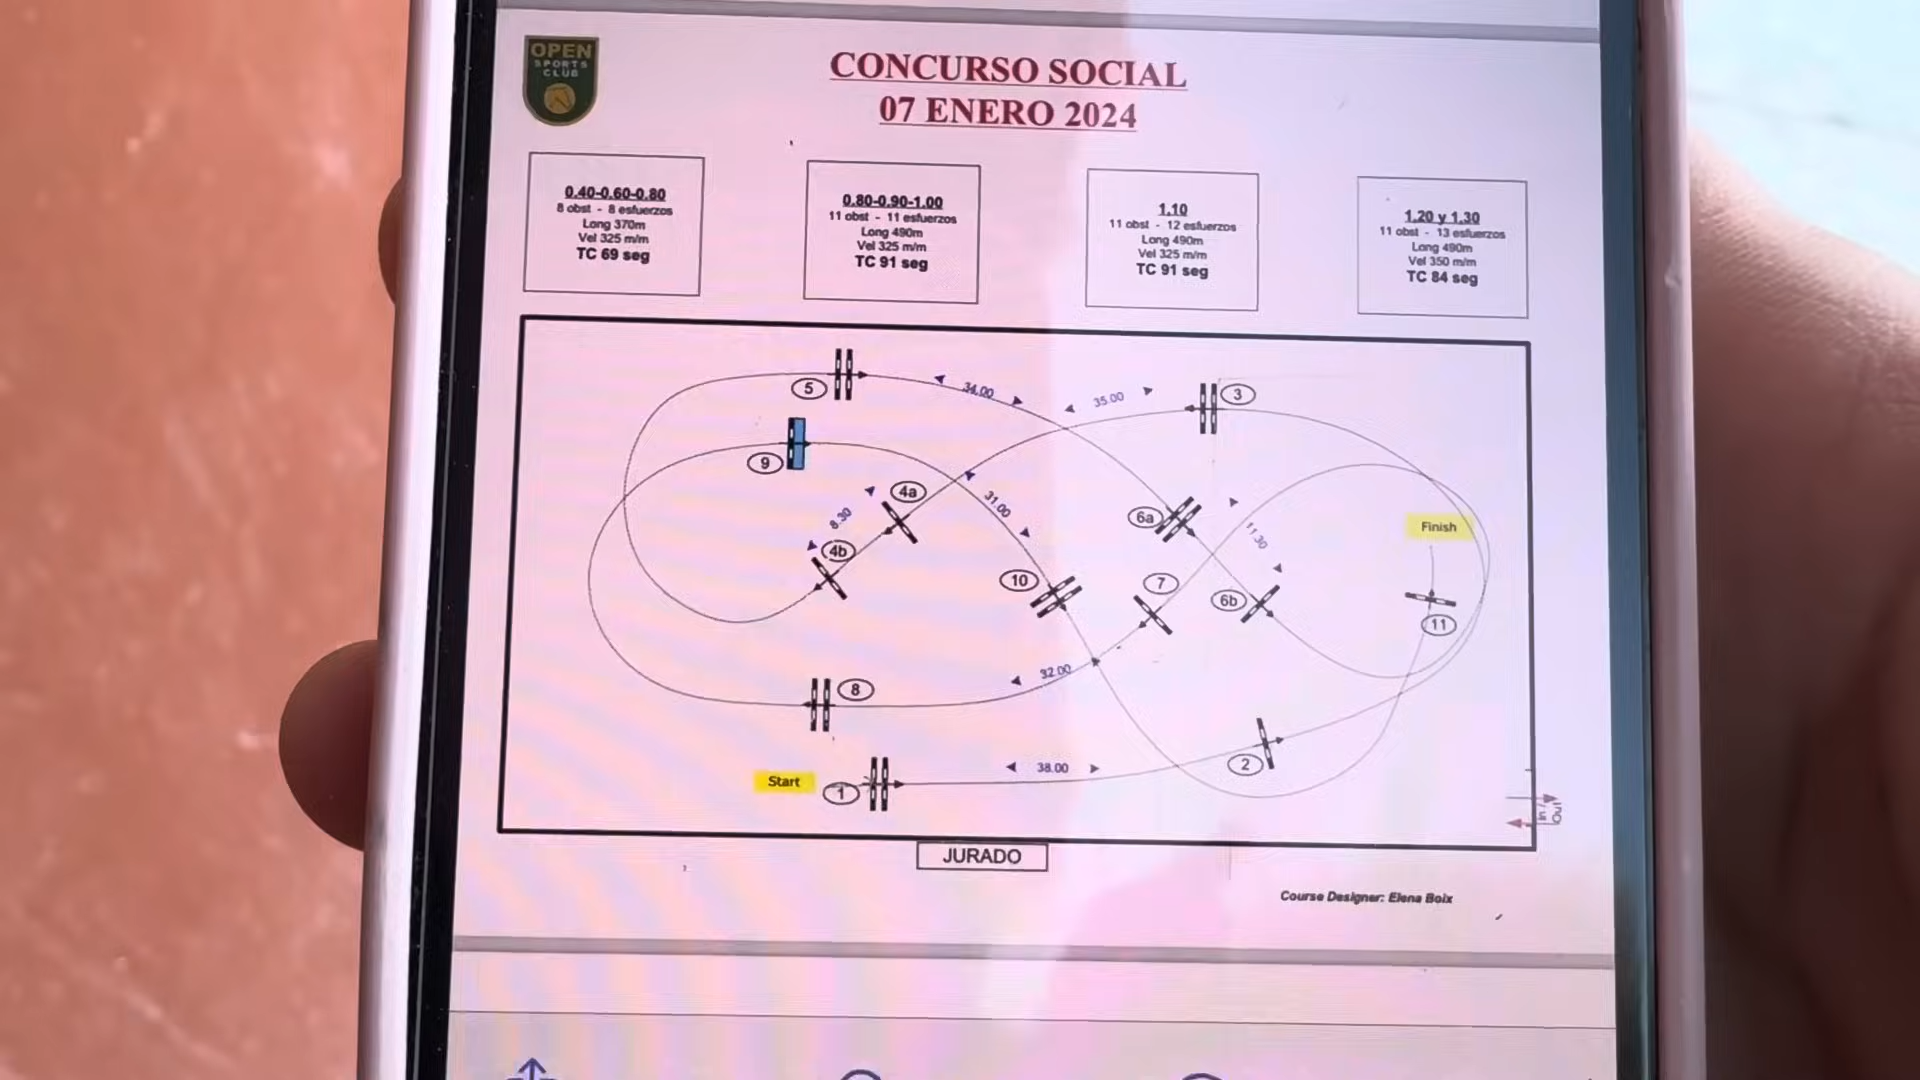 OPEN
SPORTS
CLUB
CONCURSO SOCIAL
07 ENERO 2024
0.40-0.60-0.80
8 obst - 8 esfuerzos
Long 370m
Vel 325 m/m
TC 69 seg
0.80-0.90-1.00
11 obst - 11 esfuerzos
Long 490m
Vel 325 m/m
TC 91 seg
1.10
11 obst - 12 esfuerzos
Long 490m
Vel 325 m/m
TC 91 seg
1.20 y 1.30
11 obst - 13 esfuerzos
Long 490m
Vel 350 m/m
TC 84 seg
5
34.00
35.00
3
9
4a
31.00
8.30
6a
11.30
Finish
4b
10
7
6b
11
32.00
8
2
38.00
Start
1
JURADO
Course Designer: Elena Boix